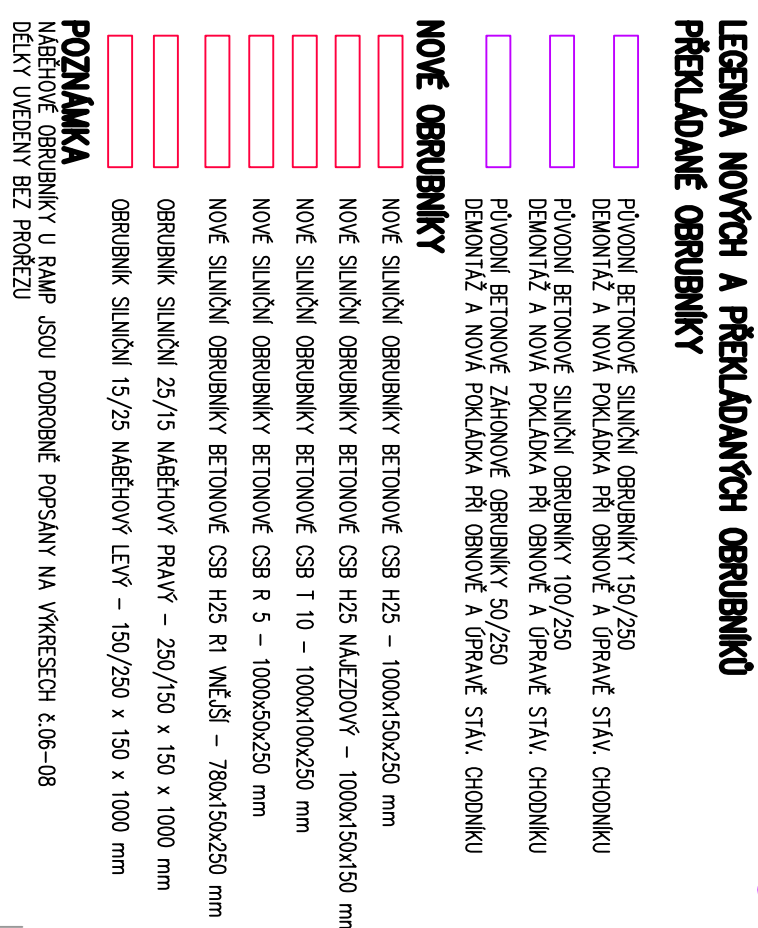 LEGENDA NOVÝCH A PŘEKLÁDANÝCH OBRUBNÍKŮ
PŘEKLÁDANÉ OBRUBNÍKY
PŮVODNÍ BETONOVÉ SILNIČNÍ OBRUBNÍKY 150/250
DEMONTÁŽ A NOVÁ POKLÁDKA PŘI OBNOVĚ A ÚPRAVĚ STÁV. CHODNÍKU
PŮVODNÍ BETONOVÉ SILNIČNÍ OBRUBNÍKY 100/250
DEMONTÁŽ A NOVÁ POKLÁDKA PŘI OBNOVĚ A ÚPRAVĚ STÁV. CHODNÍKU
PŮVODNÍ BETONOVÉ ZÁHONOVÉ OBRUBNÍKY 50/250
DEMONTÁŽ A NOVÁ POKLÁDKA PŘI OBNOVĚ A ÚPRAVĚ STÁV. CHODNÍKU
NOVÉ OBRUBNÍKY
NOVÉ SILNIČNÍ OBRUBNÍKY BETONOVÉ CSB H25 – 1000x150x250 mm
NOVÉ SILNIČNÍ OBRUBNÍKY BETONOVÉ CSB H25 NÁJEZDOVÝ – 1000x150x150 mm
NOVÉ SILNIČNÍ OBRUBNÍKY BETONOVÉ CSB T 10 – 1000x100x250 mm
NOVÉ SILNIČNÍ OBRUBNÍKY BETONOVÉ CSB R 5 – 1000x50x250 mm
NOVÉ SILNIČNÍ OBRUBNÍKY BETONOVÉ CSB H25 R1 VNĚJŠÍ – 780x150x250 mm
OBRUBNÍK SILNIČNÍ 25/15 NÁBĚHOVÝ PRAVÝ – 250/150 x 150 x 1000 mm
OBRUBNÍK SILNIČNÍ 15/25 NÁBĚHOVÝ LEVÝ – 150/250 x 150 x 1000 mm
POZNÁMKA
NÁBĚHOVÉ OBRUBNÍKY U RAMP JSOU PODROBNĚ POPSÁNY NA VÝKRESECH č.06–08
DÉLKY UVEDENY BEZ PROŘEZU